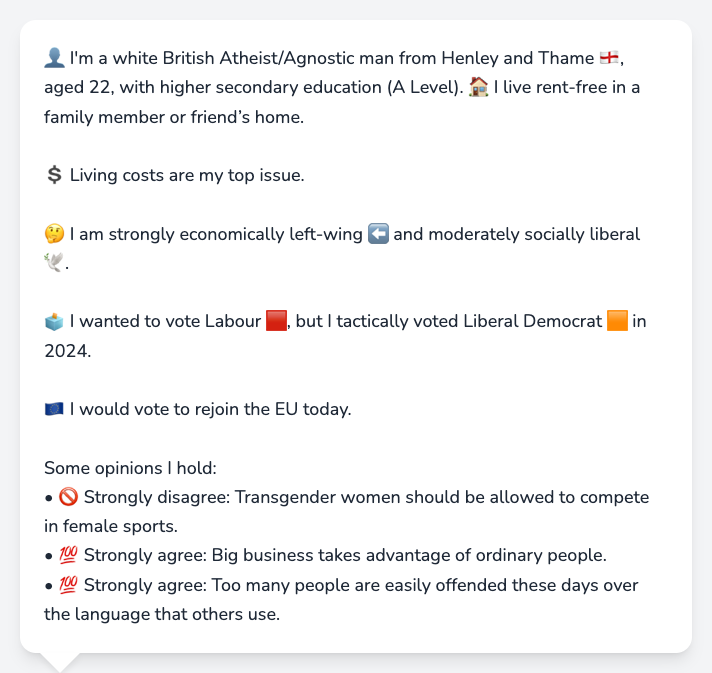 👤 I'm a white British Atheist/Agnostic man from Henley and Thame 🏴󠁧󠁢󠁥󠁮󠁧󠁿,
aged 22, with higher secondary education (A Level). 🏠 I live rent-free in a
family member or friend’s home.
💲 Living costs are my top issue.
🤔 I am strongly economically left-wing ⬅️ and moderately socially liberal
🕊️.
🗳️ I wanted to vote Labour 🟥, but I tactically voted Liberal Democrat 🟧 in
2024.
🇪🇺 I would vote to rejoin the EU today.
Some opinions I hold:
• 🚫 Strongly disagree: Transgender women should be allowed to compete
in female sports.
• 💯 Strongly agree: Big business takes advantage of ordinary people.
• 💯 Strongly agree: Too many people are easily offended these days over
the language that others use.